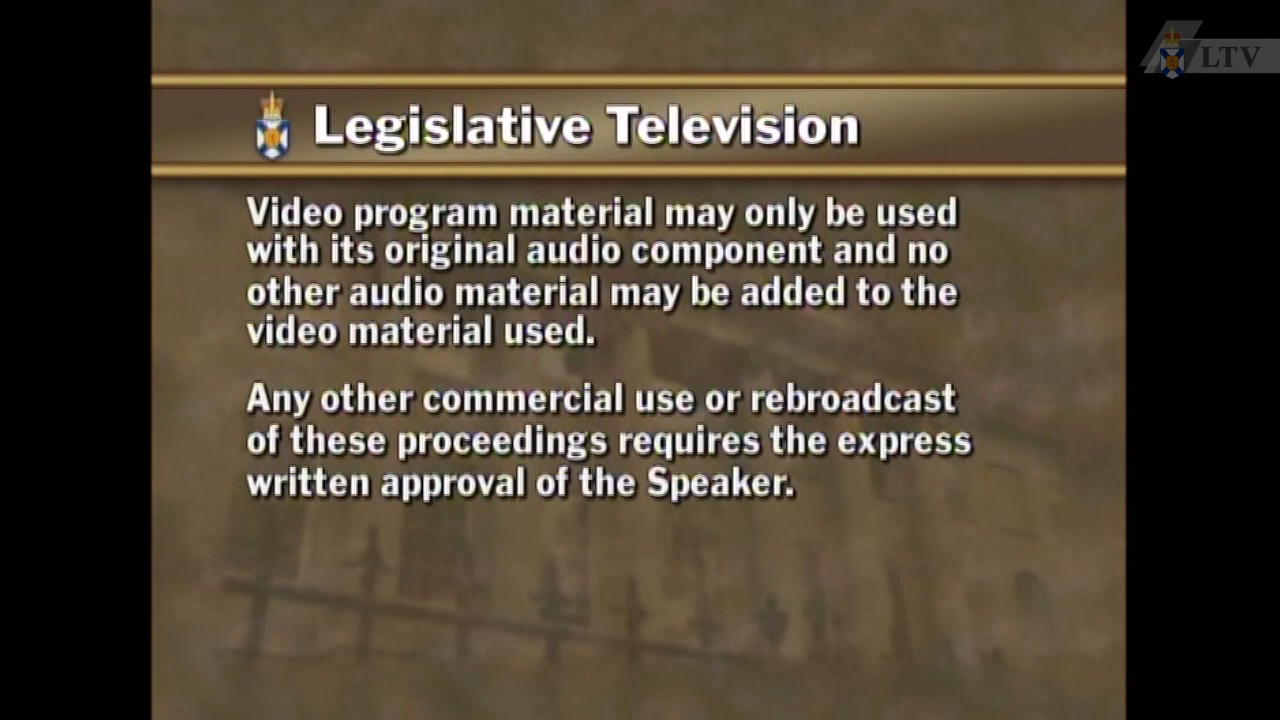 LTV
Legislative Television
Video program material may only be used
with its original audio component and no
other audio material may be added to the
video material used.
Any other commercial use or rebroadcast
of these proceedings requires the express
written approval of the Speaker.